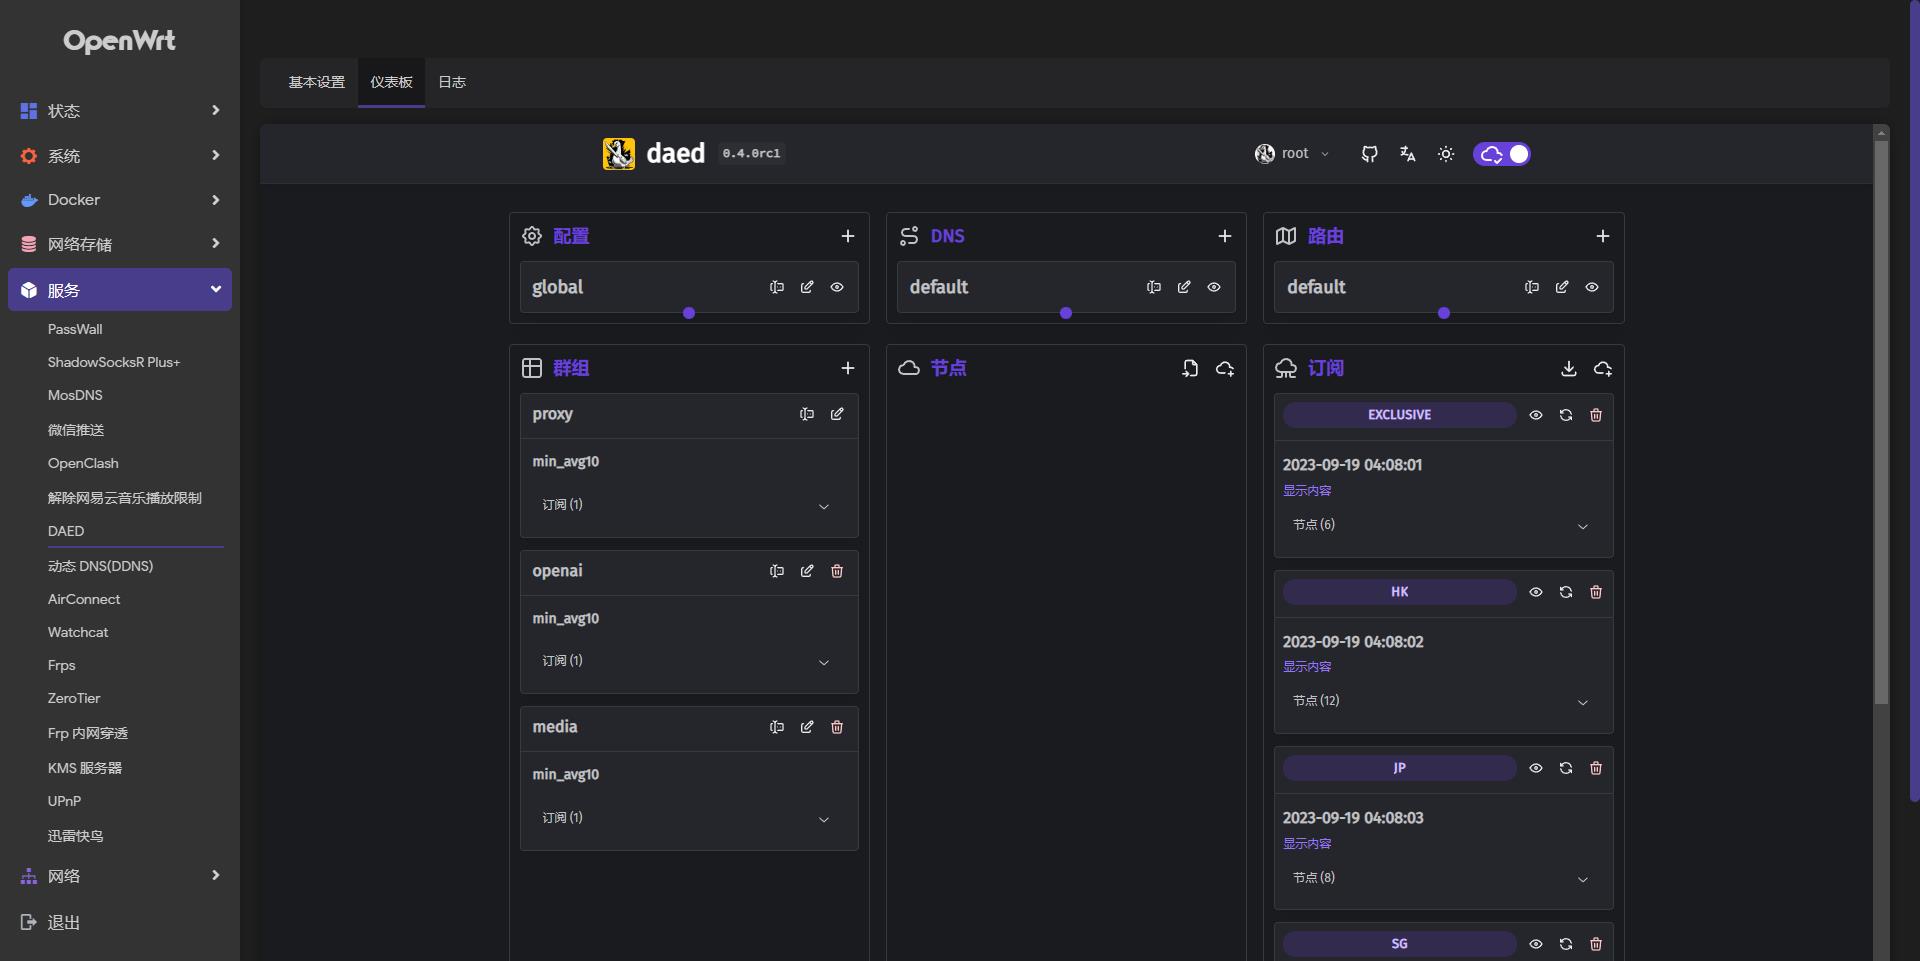 OpenWrt
状态
系统
Docker
网络存储
服务
PassWall
ShadowSocksR Plus+
MosDNS
微信推送
OpenClash
解除网易云音乐播放限制
DAED
动态 DNS(DDNS)
AirConnect
Watchcat
Frps
ZeroTier
Frp 内网穿透
KMS 服务器
UPnP
迅雷快鸟
网络
退出
基本设置 仪表板 日志
daed 0.4.0rc1 root
配置
global
DNS
default
路由
default
群组
proxy
min_avg10
订阅 (1)
openai
min_avg10
订阅 (1)
media
min_avg10
订阅 (1)
节点
订阅
EXCLUSIVE
2023-09-19 04:08:01
显示内容
节点 (6)
HK
2023-09-19 04:08:02
显示内容
节点 (12)
JP
2023-09-19 04:08:03
显示内容
节点 (8)
SG